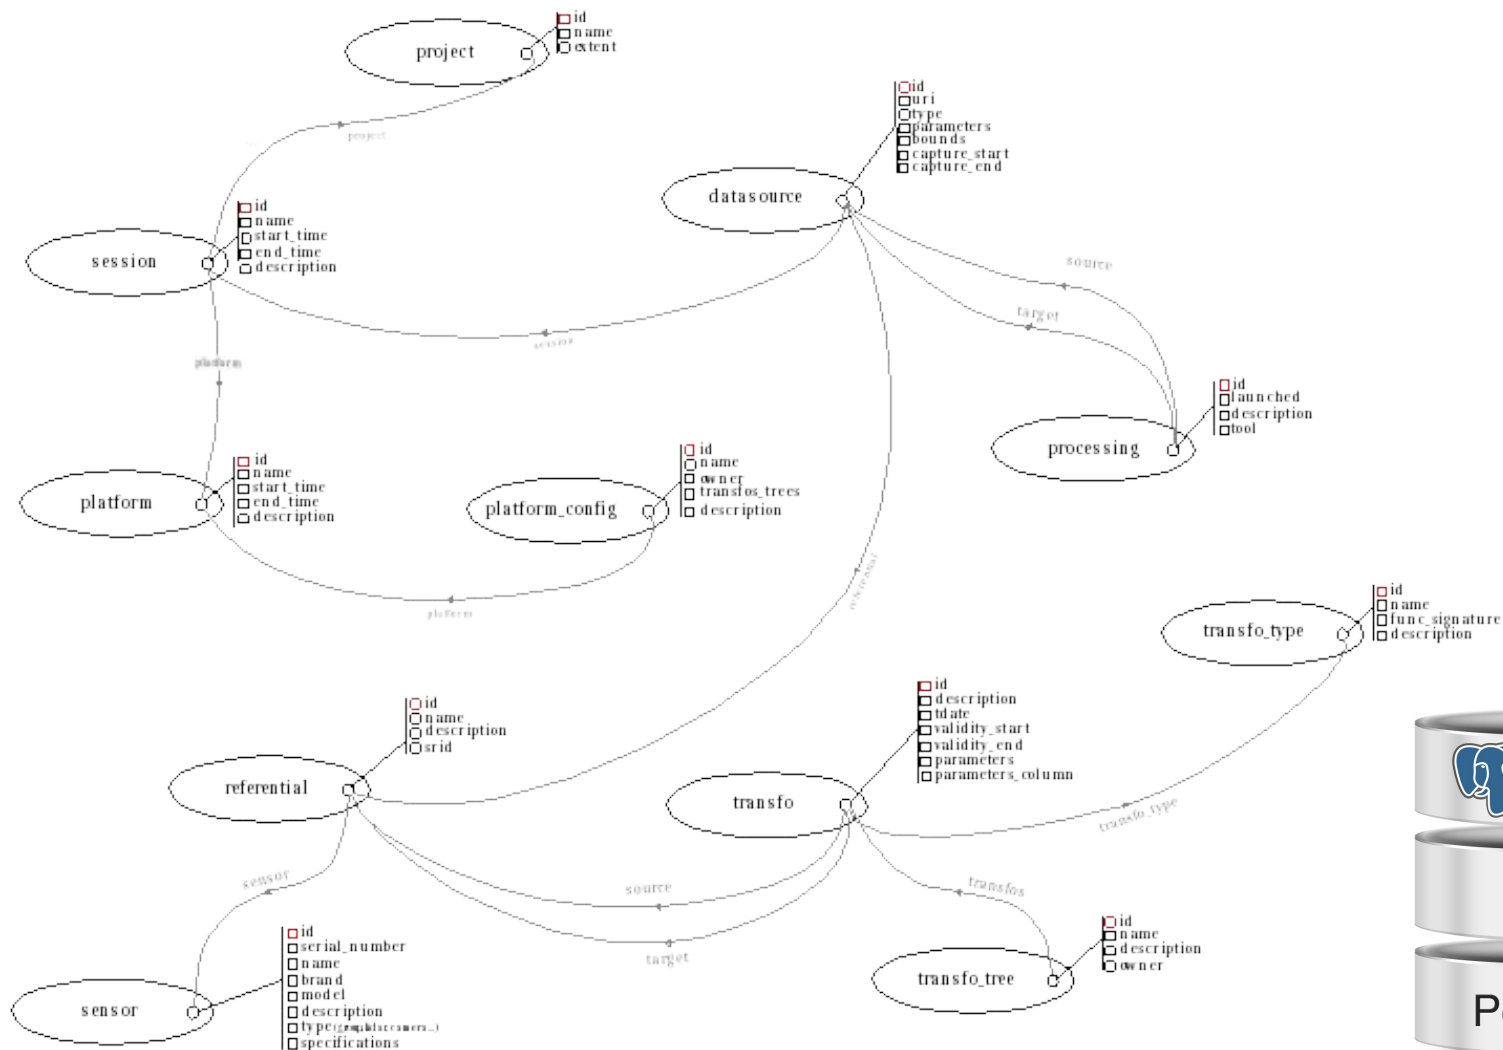 project
id
name
extent
project
datasource
id
uri
type
parameters
bounds
capture_start
capture_end
session
id
name
start_time
end_time
description
source
target
session
platform
processing
id
launched
description
tool
platform
id
name
start_time
end_time
description
platform_config
id
name
owner
transfos_trees
description
platform
referential
transfo_type
id
name
func_signature
description
referential
id
name
description
srid
transfo
id
description
tdate
validity_start
validity_end
parameters
parameters_column
transfo_type
sensor
source
target
transfos
transfo_tree
id
name
description
owner
sensor
id
serial_number
name
brand
model
description
type
specifications